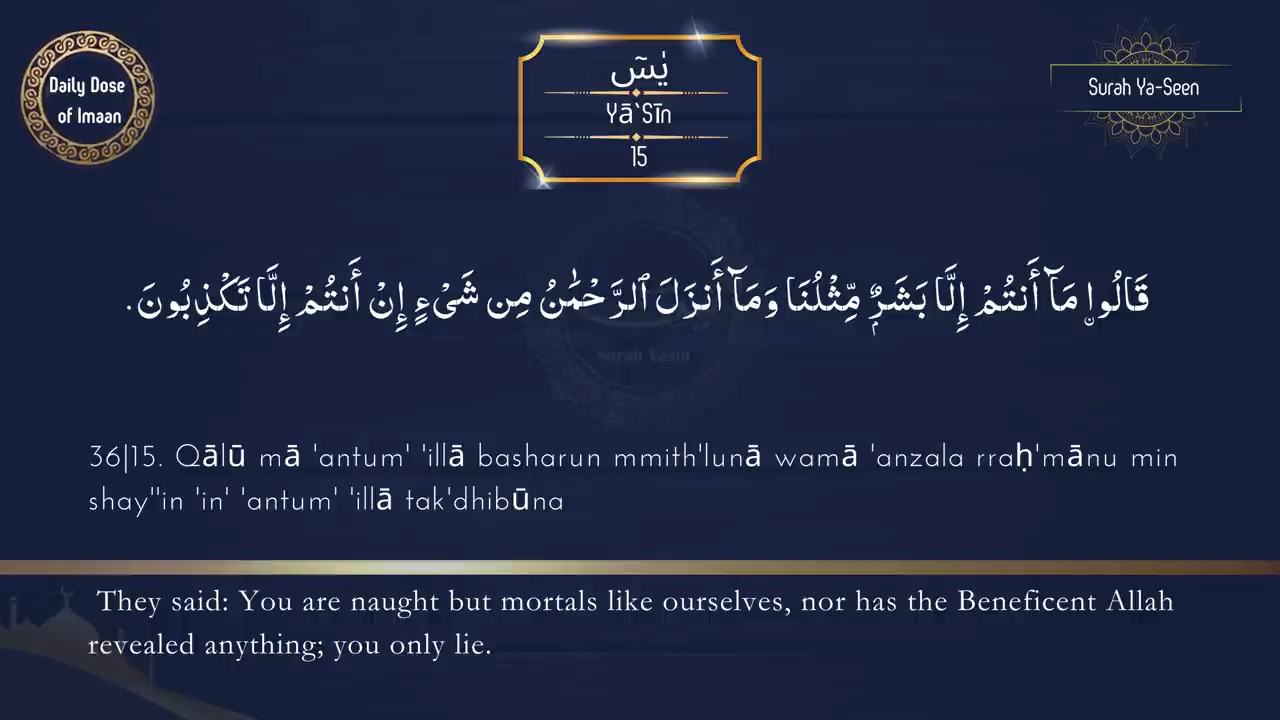 Daily Dose
of Imaan
يٰسٓ
Yā`Sīn
15
Surah Ya-Seen
قَالُوا۟ مَآ أَنتُمْ إِلَّا بَشَرٌۭ مِّثْلُنَا وَمَآ أَنزَلَ ٱلرَّحْمَٰنُ مِن شَىْءٍ إِنْ أَنتُمْ إِلَّا تَكْذِبُونَ.
Surah Yasin
36|15. Qālū mā 'antum' 'illā basharun mmith'lunā wamā 'anzala rraḥ'mānu min
shay''in 'in' 'antum' 'illā tak'dhibūna
They said: You are naught but mortals like ourselves, nor has the Beneficent Allah
revealed anything; you only lie.